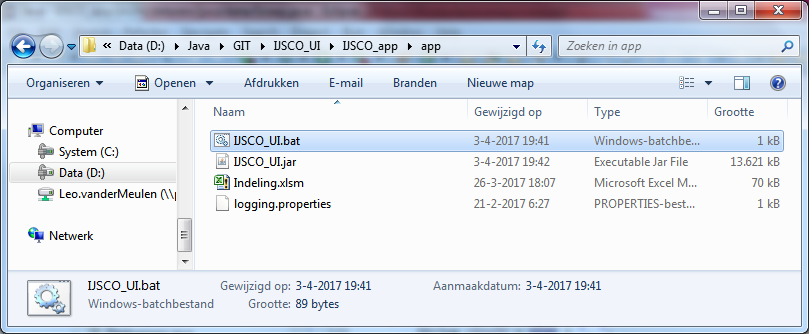 Data (D:) Java GIT IJSCO_UI IJSCO_app app Zoeken in app
Organiseren Openen Afdrukken E-mail Branden Nieuwe map
Naam Gewijzigd op Type Grootte
Computer
System (C:)
Data (D:)
Leo.vanderMeulen (\\p
Netwerk
IJSCO_UI.bat 3-4-2017 19:41 Windows-batchbe... 1 kB
IJSCO_UI.jar 3-4-2017 19:42 Executable Jar File 13.621 kB
Indeling.xlsm 26-3-2017 18:07 Microsoft Excel M... 70 kB
logging.properties 21-2-2017 6:27 PROPERTIES-best... 1 kB
IJSCO_UI.bat Gewijzigd op: 3-4-2017 19:41 Aanmaakdatum: 3-4-2017 19:41
Windows-batchbestand Grootte: 89 bytes